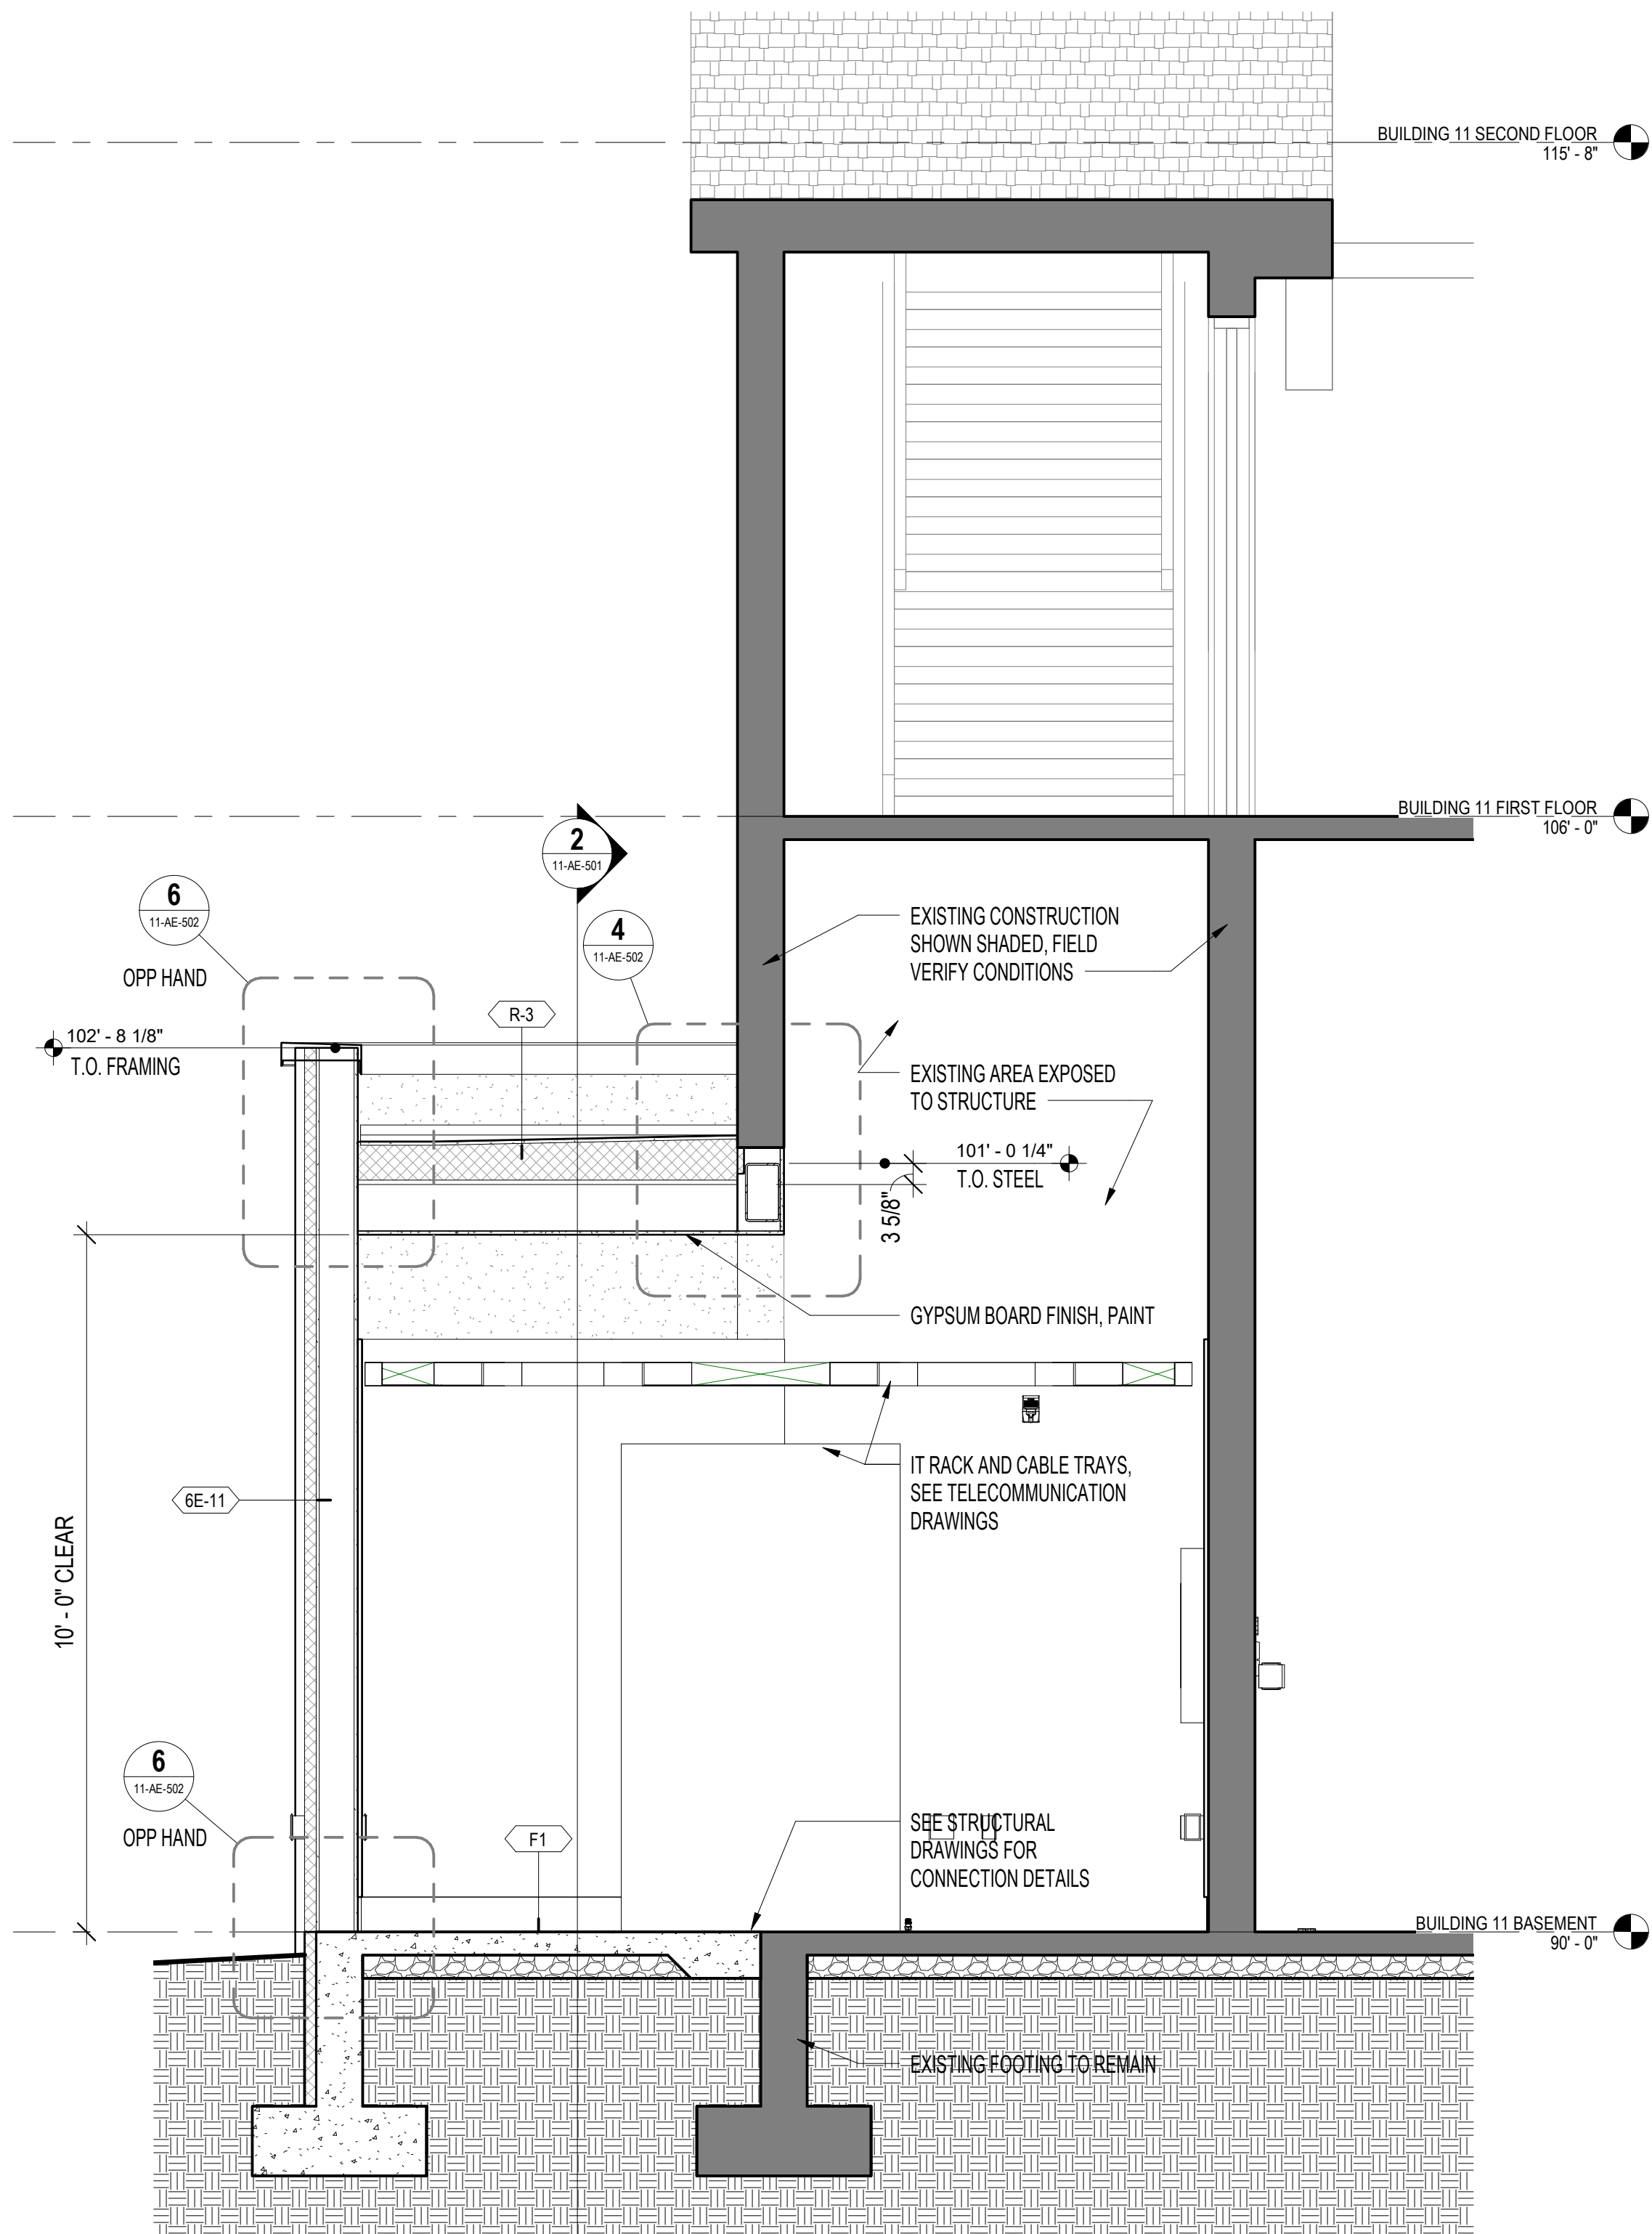 BUILDING 11 SECOND FLOOR
115' - 8"
BUILDING 11 FIRST FLOOR
106' - 0"
2
11-AE-501
6
11-AE-502
OPP HAND
4
11-AE-502
EXISTING CONSTRUCTION
SHOWN SHADED, FIELD
VERIFY CONDITIONS
R-3
102' - 8 1/8"
T.O. FRAMING
EXISTING AREA EXPOSED
TO STRUCTURE
101' - 0 1/4"
T.O. STEEL
3 5/8"
GYPSUM BOARD FINISH, PAINT
IT RACK AND CABLE TRAYS,
SEE TELECOMMUNICATION
DRAWINGS
6E-11
10' - 0" CLEAR
6
11-AE-502
OPP HAND
F1
SEE STRUCTURAL
DRAWINGS FOR
CONNECTION DETAILS
BUILDING 11 BASEMENT
90' - 0"
EXISTING FOOTING TO REMAIN